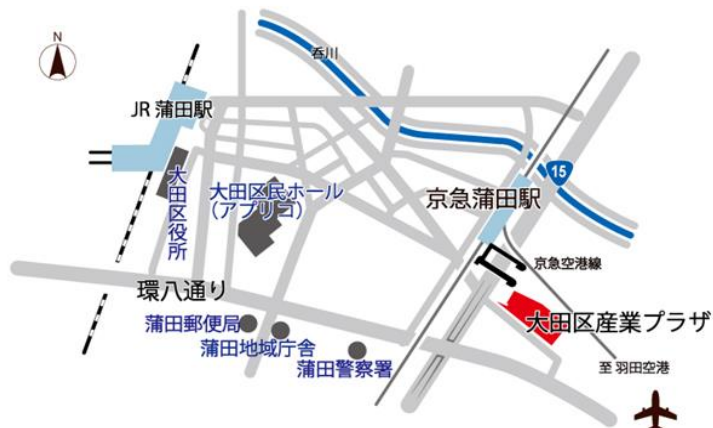 N
呑川
JR 蒲田駅
15
大田区役所
大田区民ホール
(アプリコ)
京急蒲田駅
京急空港線
環八通り
蒲田郵便局
大田区産業プラザ
蒲田地域庁舎
蒲田警察署
至 羽田空港